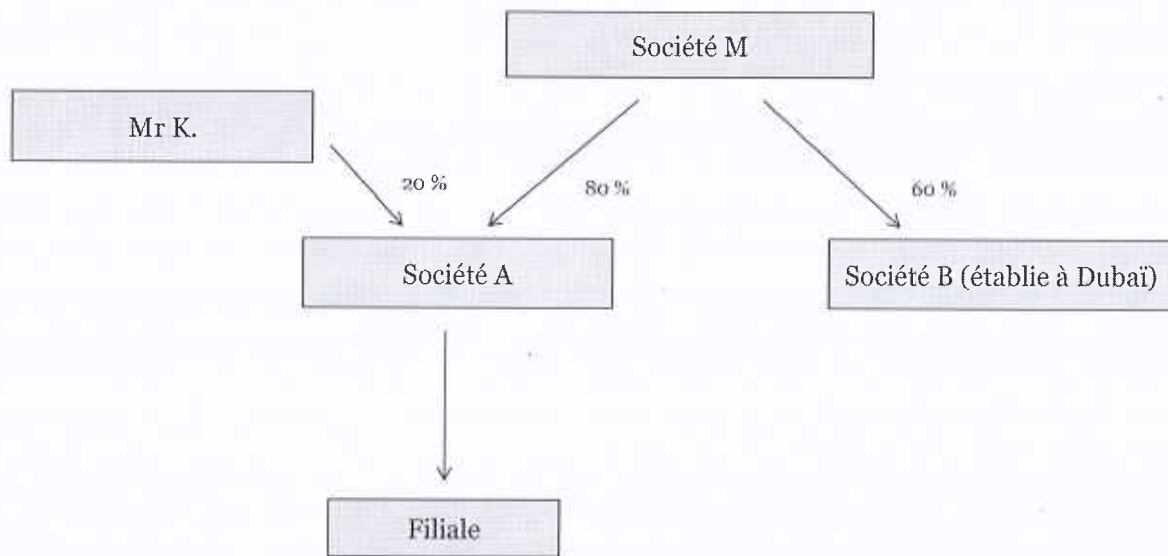 Société M
Mr K.
20 %
80 %
60 %
Société A
Société B (établie à Dubaï)
Filiale